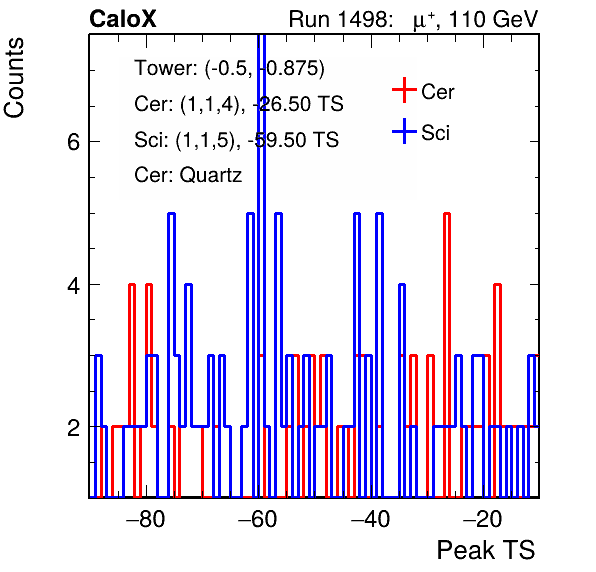 CaloX Run 1498: μ⁺, 110 GeV
Counts
Tower: (-0.5, -0.875)
Cer: (1,1,4), -26.50 TS
Sci: (1,1,5), -59.50 TS
Cer: Quartz
Cer
Sci
6
4
2
−80 −60 −40 −20
Peak TS